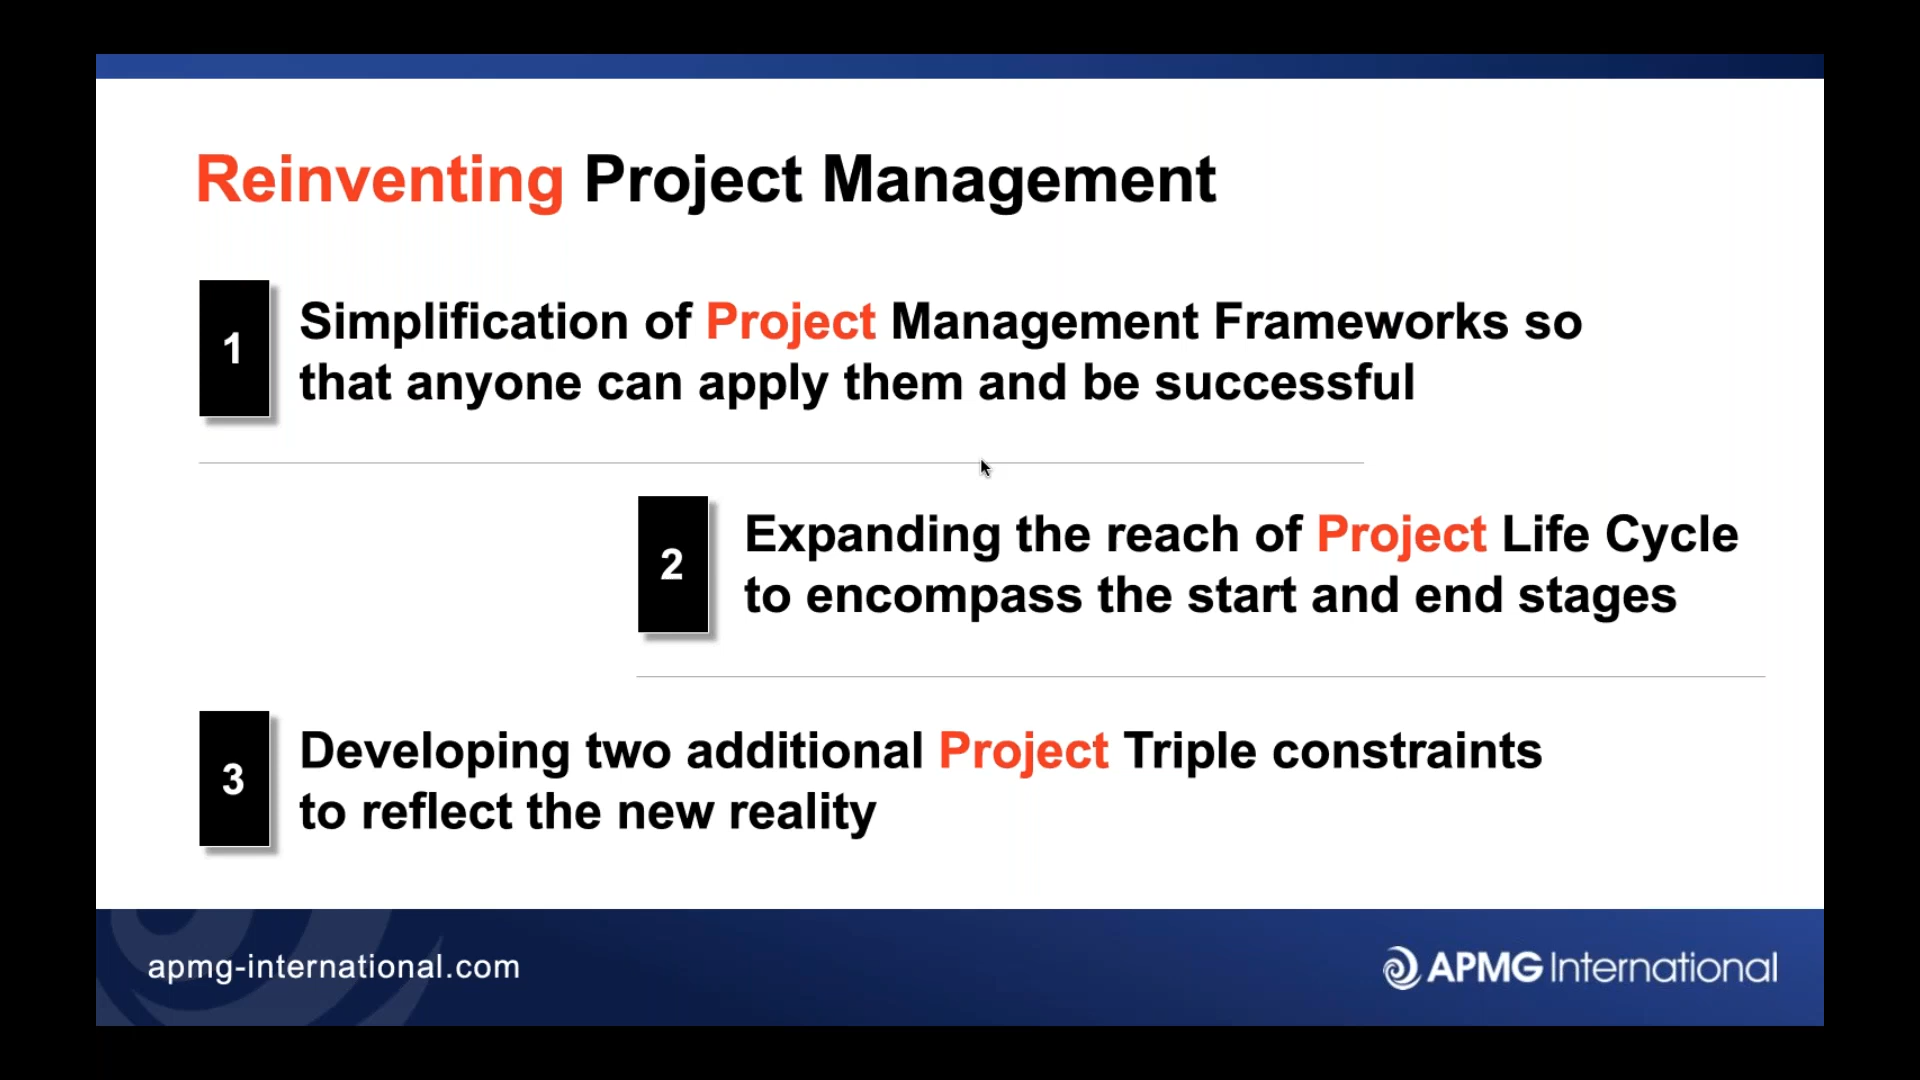 Reinventing Project Management
1
Simplification of Project Management Frameworks so
that anyone can apply them and be successful
2
Expanding the reach of Project Life Cycle
to encompass the start and end stages
3
Developing two additional Project Triple constraints
to reflect the new reality
apmg-international.com
APMG International